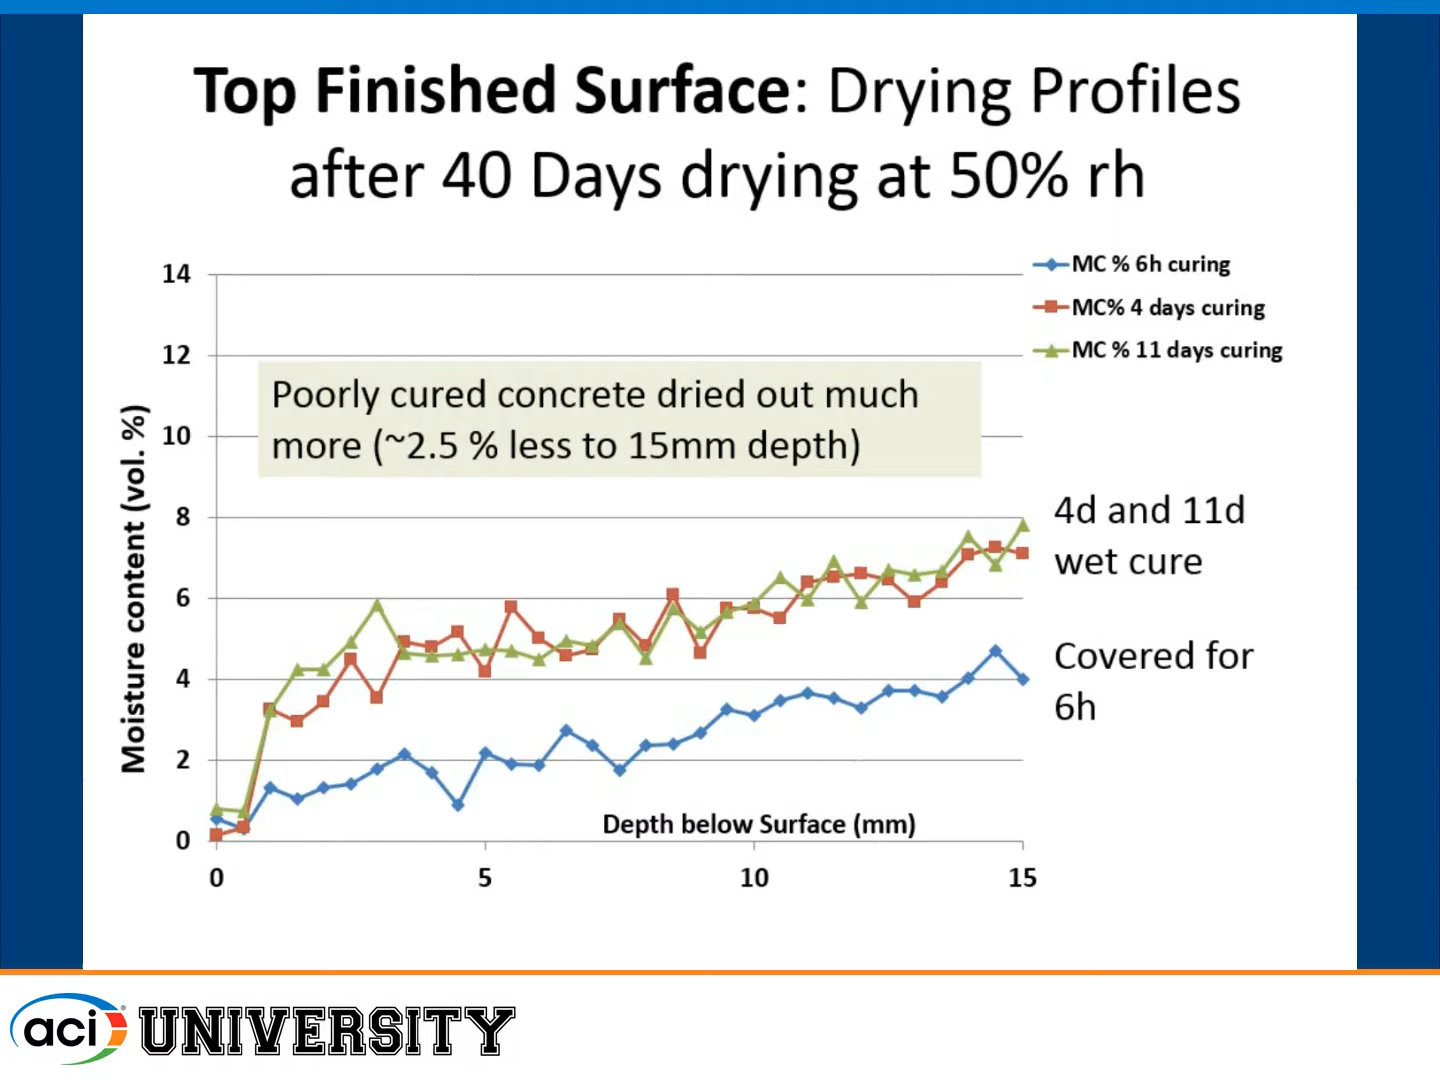 Top Finished Surface: Drying Profiles
after 40 Days drying at 50% rh
MC % 6h curing
MC% 4 days curing
MC % 11 days curing
14
12
10
8
6
4
2
0
Moisture content (vol. %)
Poorly cured concrete dried out much
more (~2.5 % less to 15mm depth)
4d and 11d
wet cure
Covered for
6h
Depth below Surface (mm)
0
5
10
15
aci UNIVERSITY